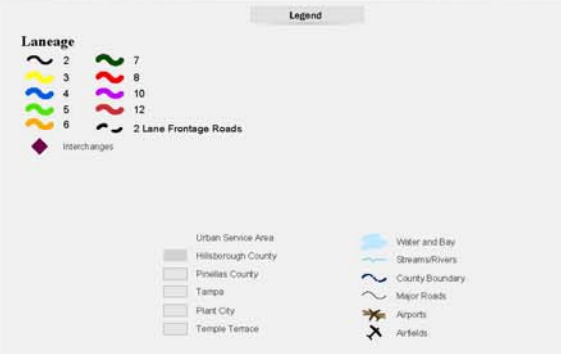 Legend
Laneage
2
3
4
5
6
7
8
10
12
2 Lane Frontage Roads
Interchanges
Urban Service Area
Hillsborough County
Pinellas County
Tampa
Plant City
Temple Terrace
Water and Bay
Streams/Rivers
County Boundary
Major Roads
Airports
Airfields